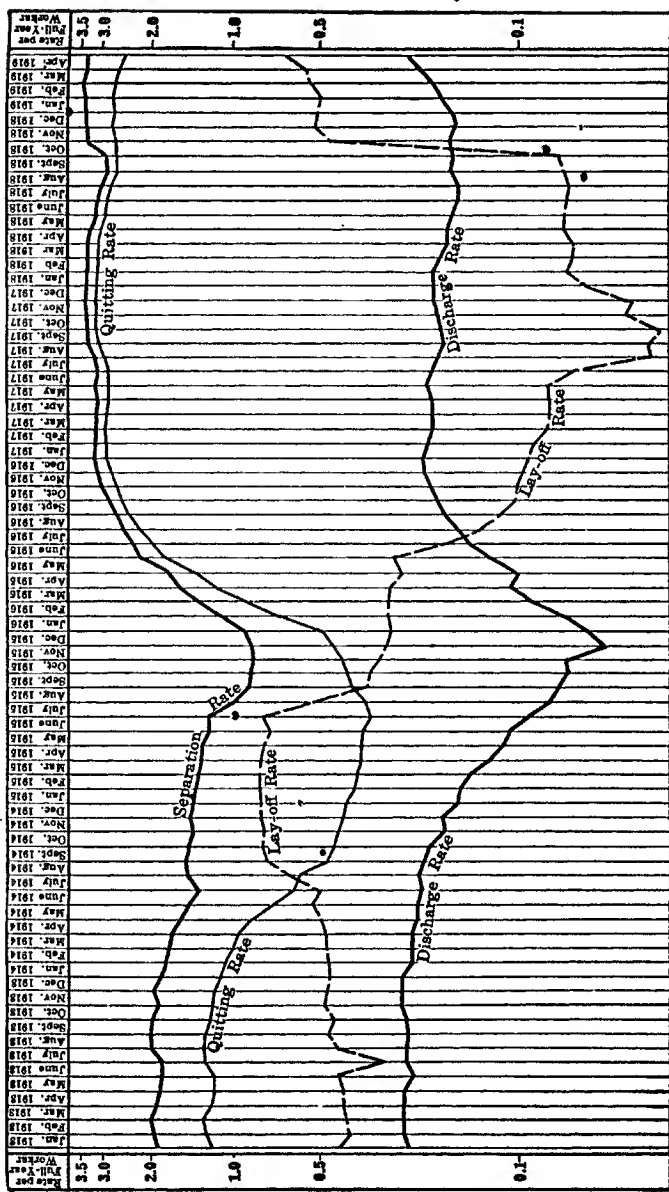 Rate per
Full-Year
Worker
3.5
3.0
2.0
1.0
0.5
0.1
Apr. 1919
Mar. 1919
Feb. 1919
Jan. 1919
Dec. 1918
Nov. 1918
Oct. 1918
Sept. 1918
Aug. 1918
July 1918
June 1918
May 1918
Apr. 1918
Mar 1918
Feb 1918
Jan. 1918
Dec. 1917
Nov. 1917
Oct. 1917
Sept. 1917
Aug. 1917
July 1917
June 1917
May 1917
Apr. 1917
Mar. 1917
Feb. 1917
Jan. 1917
Dec. 1916
Nov. 1916
Oct. 1916
Sept. 1916
Aug. 1916
July 1916
June 1916
May 1916
Apr. 1916
Mar. 1916
Feb. 1916
Jan. 1916
Dec. 1915
Nov. 1915
Oct. 1915
Sept. 1915
Aug. 1915
July 1915
June 1915
May 1915
Apr. 1915
Mar. 1915
Feb. 1915
Jan. 1915
Dec. 1914
Nov. 1914
Oct. 1914
Sept. 1914
Aug. 1914
July 1914
June 1914
May 1914
Apr. 1914
Mar. 1914
Feb. 1914
Jan. 1914
Dec. 1913
Nov. 1913
Oct. 1913
Sept. 1913
Aug. 1913
July 1913
June 1913
May 1913
Apr. 1913
Mar. 1913
Feb. 1913
Jan. 1913
Quitting Rate
Discharge Rate
Lay-off Rate
Separation Rate
Lay-off Rate
Quitting Rate
Discharge Rate
Rate per
Full-Year
Worker
3.5
3.0
2.0
1.0
0.5
0.1